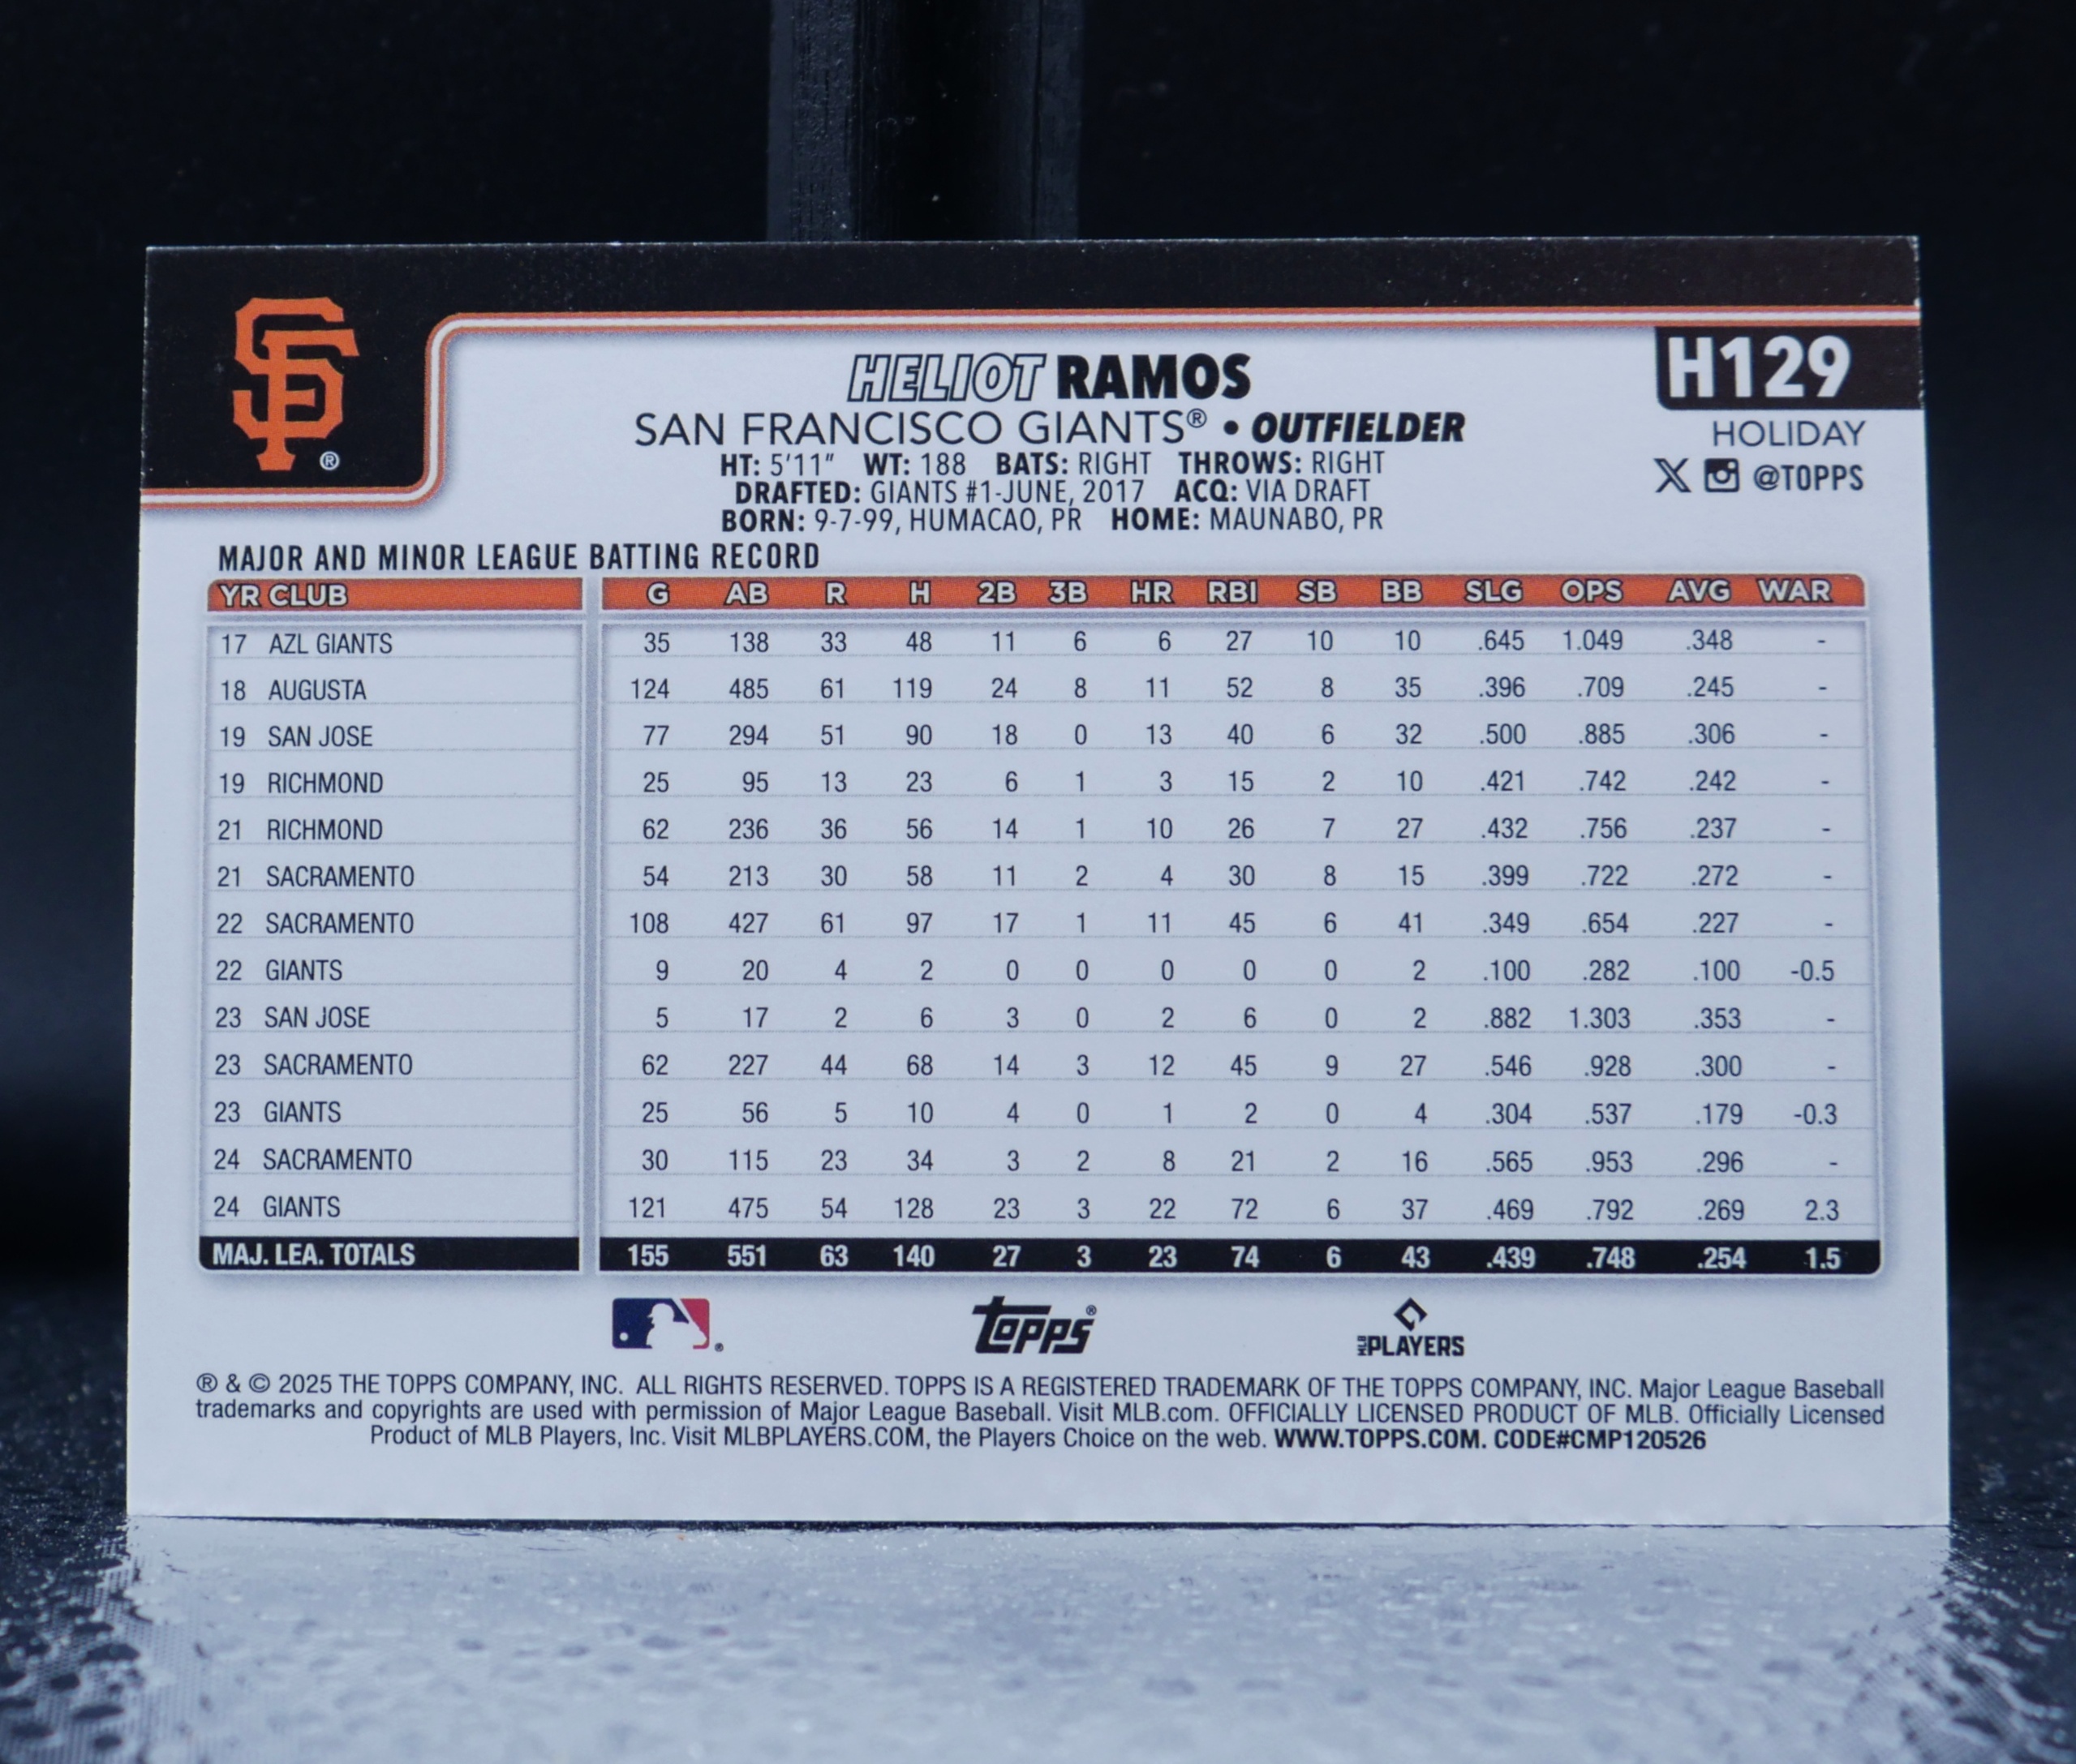 SF®
HELIOT RAMOS
H129
SAN FRANCISCO GIANTS® • OUTFIELDER
HOLIDAY
HT: 5'11" WT: 188 BATS: RIGHT THROWS: RIGHT
X @TOPPS
DRAFTED: GIANTS #1-JUNE, 2017 ACQ: VIA DRAFT
BORN: 9-7-99, HUMACAO, PR HOME: MAUNABO, PR
MAJOR AND MINOR LEAGUE BATTING RECORD
YR CLUB G AB R H 2B 3B HR RBI SB BB SLG OPS AVG WAR
17 AZL GIANTS 35 138 33 48 11 6 6 27 10 10 .645 1.049 .348 -
18 AUGUSTA 124 485 61 119 24 8 11 52 8 35 .396 .709 .245 -
19 SAN JOSE 77 294 51 90 18 0 13 40 6 32 .500 .885 .306 -
19 RICHMOND 25 95 13 23 6 1 3 15 2 10 .421 .742 .242 -
21 RICHMOND 62 236 36 56 14 1 10 26 7 27 .432 .756 .237 -
21 SACRAMENTO 54 213 30 58 11 2 4 30 8 15 .399 .722 .272 -
22 SACRAMENTO 108 427 61 97 17 1 11 45 6 41 .349 .654 .227 -
22 GIANTS 9 20 4 2 0 0 0 0 0 2 .100 .282 .100 -0.5
23 SAN JOSE 5 17 2 6 3 0 2 6 0 2 .882 1.303 .353 -
23 SACRAMENTO 62 227 44 68 14 3 12 45 9 27 .546 .928 .300 -
23 GIANTS 25 56 5 10 4 0 1 2 0 4 .304 .537 .179 -0.3
24 SACRAMENTO 30 115 23 34 3 2 8 21 2 16 .565 .953 .296 -
24 GIANTS 121 475 54 128 23 3 22 72 6 37 .469 .792 .269 2.3
MAJ. LEA. TOTALS 155 551 63 140 27 3 23 74 6 43 .439 .748 .254 1.5
® topps® MLB PLAYERS
® & © 2025 THE TOPPS COMPANY, INC. ALL RIGHTS RESERVED. TOPPS IS A REGISTERED TRADEMARK OF THE TOPPS COMPANY, INC. Major League Baseball
trademarks and copyrights are used with permission of Major League Baseball. Visit MLB.com. OFFICIALLY LICENSED PRODUCT OF MLB. Officially Licensed
Product of MLB Players, Inc. Visit MLBPLAYERS.COM, the Players Choice on the web. WWW.TOPPS.COM. CODE#CMP120526